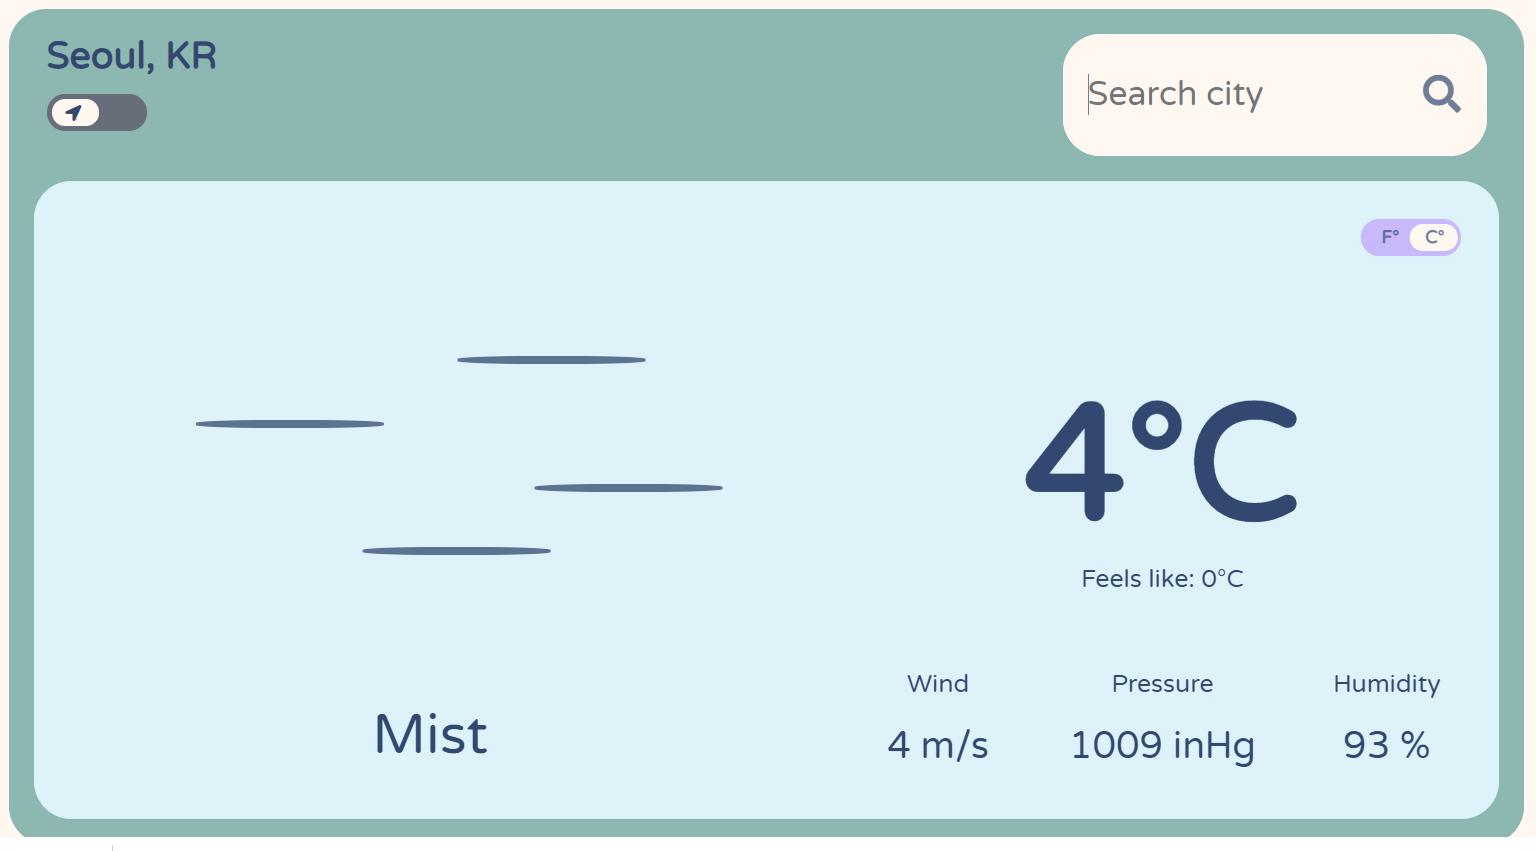 Seoul, KR
Search city
F° C°
4°C
Feels like: 0°C
Wind Pressure Humidity
Mist
4 m/s 1009 inHg 93 %